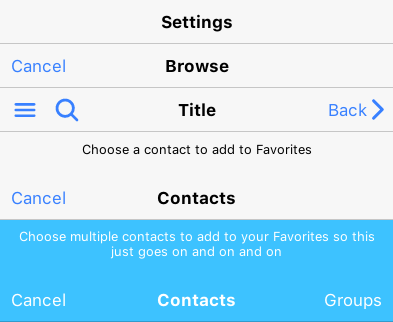 Settings
Cancel Browse
Title Back
Choose a contact to add to Favorites
Cancel Contacts
Choose multiple contacts to add to your Favorites so this
just goes on and on and on
Cancel Contacts Groups